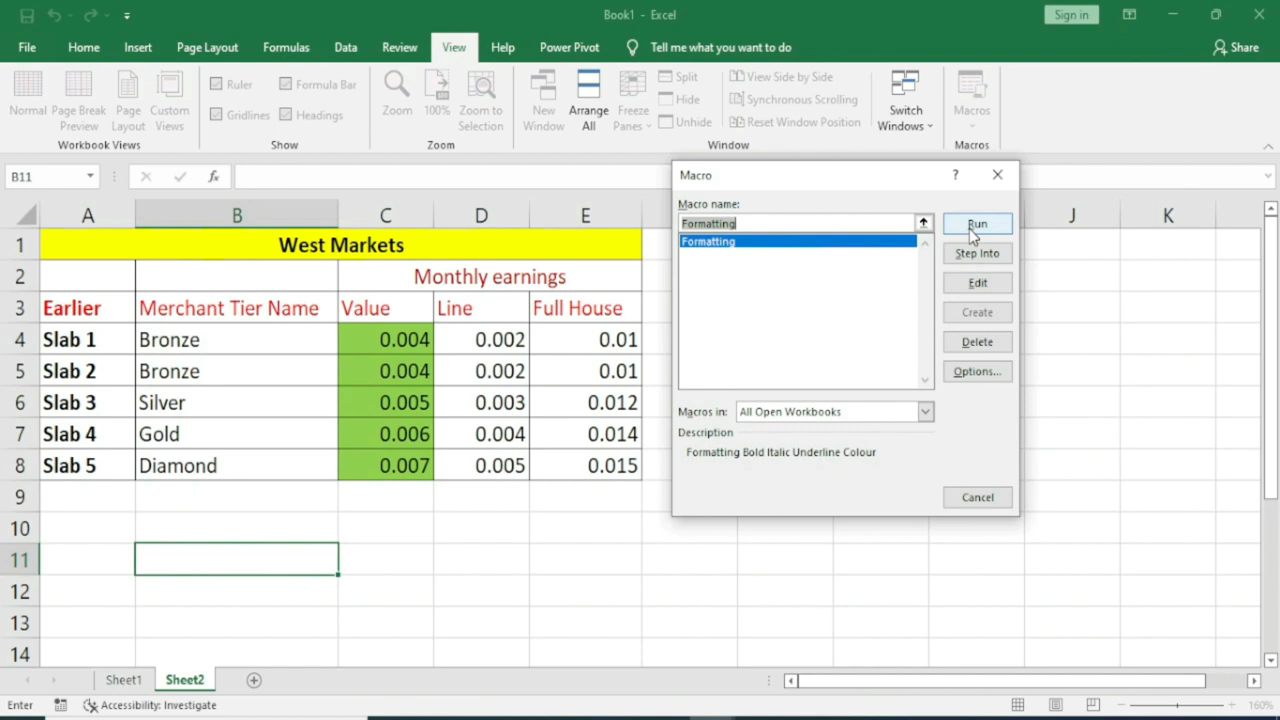 Book1 - Excel
Sign in
File Home Insert Page Layout Formulas Data Review View Help Power Pivot Tell me what you want to do Share
Normal Page Break Preview Page Layout Custom Views
Workbook Views
Ruler Formula Bar
Gridlines Headings
Show
Zoom 100% Zoom to Selection
Zoom
New Window Arrange All Freeze Panes
Split
Hide
Unhide
View Side by Side
Synchronous Scrolling
Reset Window Position
Switch Windows
Window
Macros
Macros
B11 fx
A B C D E J K
1 West Markets
2 Monthly earnings
3 Earlier Merchant Tier Name Value Line Full House
4 Slab 1 Bronze 0.004 0.002 0.01
5 Slab 2 Bronze 0.004 0.002 0.01
6 Slab 3 Silver 0.005 0.003 0.012
7 Slab 4 Gold 0.006 0.004 0.014
8 Slab 5 Diamond 0.007 0.005 0.015
9
10
11
12
13
14
Macro ?
Macro name:
Formatting
Formatting
Run
Step Into
Edit
Create
Delete
Options...
Macros in: All Open Workbooks
Description
Formatting Bold Italic Underline Colour
Cancel
Sheet1 Sheet2
Enter Accessibility: Investigate 160%